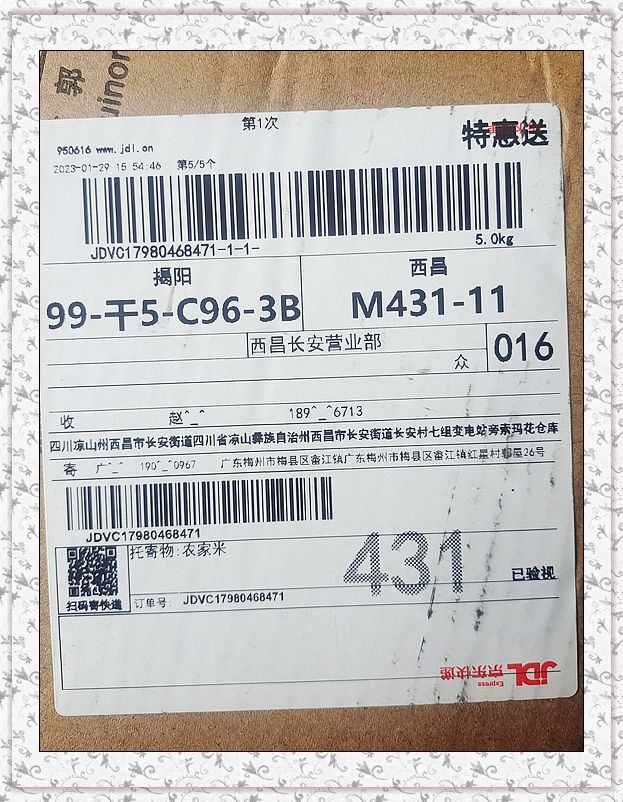 郭
第1次
特惠送
950616 www.jdl.cn
2023-01-29 15:54:46 第5/5个
JDVC17980468471-1-1-
5.0kg
揭阳
西昌
99-干5-C96-3B
M431-11
西昌长安营业部
众
016
收 赵^_^ 189^_^6713
四川凉山州西昌市长安街道四川省凉山彝族自治州西昌市长安街道长安村七组变电站旁索玛花仓库
寄 广^_^ 190^_^0967 广东梅州市梅县区畲江镇广东梅州市梅县区畲江镇红星村郭屋26号
JDVC17980468471
托寄物:农家米
431
已验视
扫码寄快递
订单号: JDVC17980468471
JDL 京东快递
Express